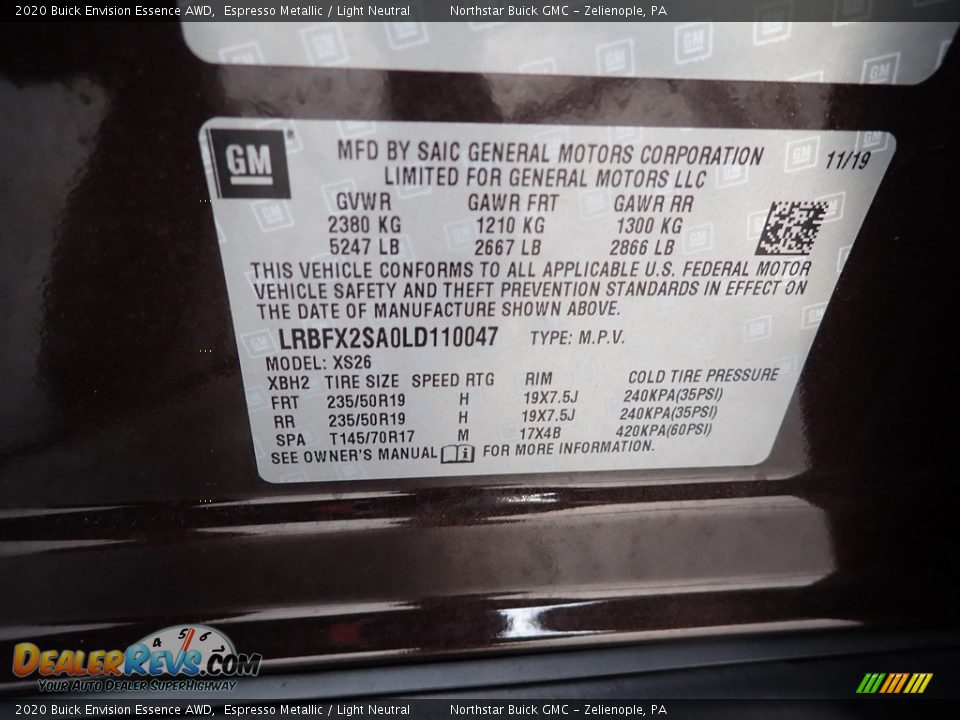 2020 Buick Envision Essence AWD, Espresso Metallic / Light Neutral Northstar Buick GMC - Zelienople, PA
GM
MFD BY SAIC GENERAL MOTORS CORPORATION 11/19
LIMITED FOR GENERAL MOTORS LLC
GVWR GAWR FRT GAWR RR
2380 KG 1210 KG 1300 KG
5247 LB 2667 LB 2866 LB
THIS VEHICLE CONFORMS TO ALL APPLICABLE U.S. FEDERAL MOTOR
VEHICLE SAFETY AND THEFT PREVENTION STANDARDS IN EFFECT ON
THE DATE OF MANUFACTURE SHOWN ABOVE.
LRBFX2SA0LD110047 TYPE: M.P.V.
MODEL: XS26
XBH2 TIRE SIZE SPEED RTG RIM COLD TIRE PRESSURE
FRT 235/50R19 H 19X7.5J 240KPA(35PSI)
RR 235/50R19 H 19X7.5J 240KPA(35PSI)
SPA T145/70R17 M 17X4B 420KPA(60PSI)
SEE OWNER'S MANUAL FOR MORE INFORMATION.
4 5 6
DEALERREVS.COM
YOUR AUTO DEALER SUPERHIGHWAY
2020 Buick Envision Essence AWD, Espresso Metallic / Light Neutral Northstar Buick GMC - Zelienople, PA